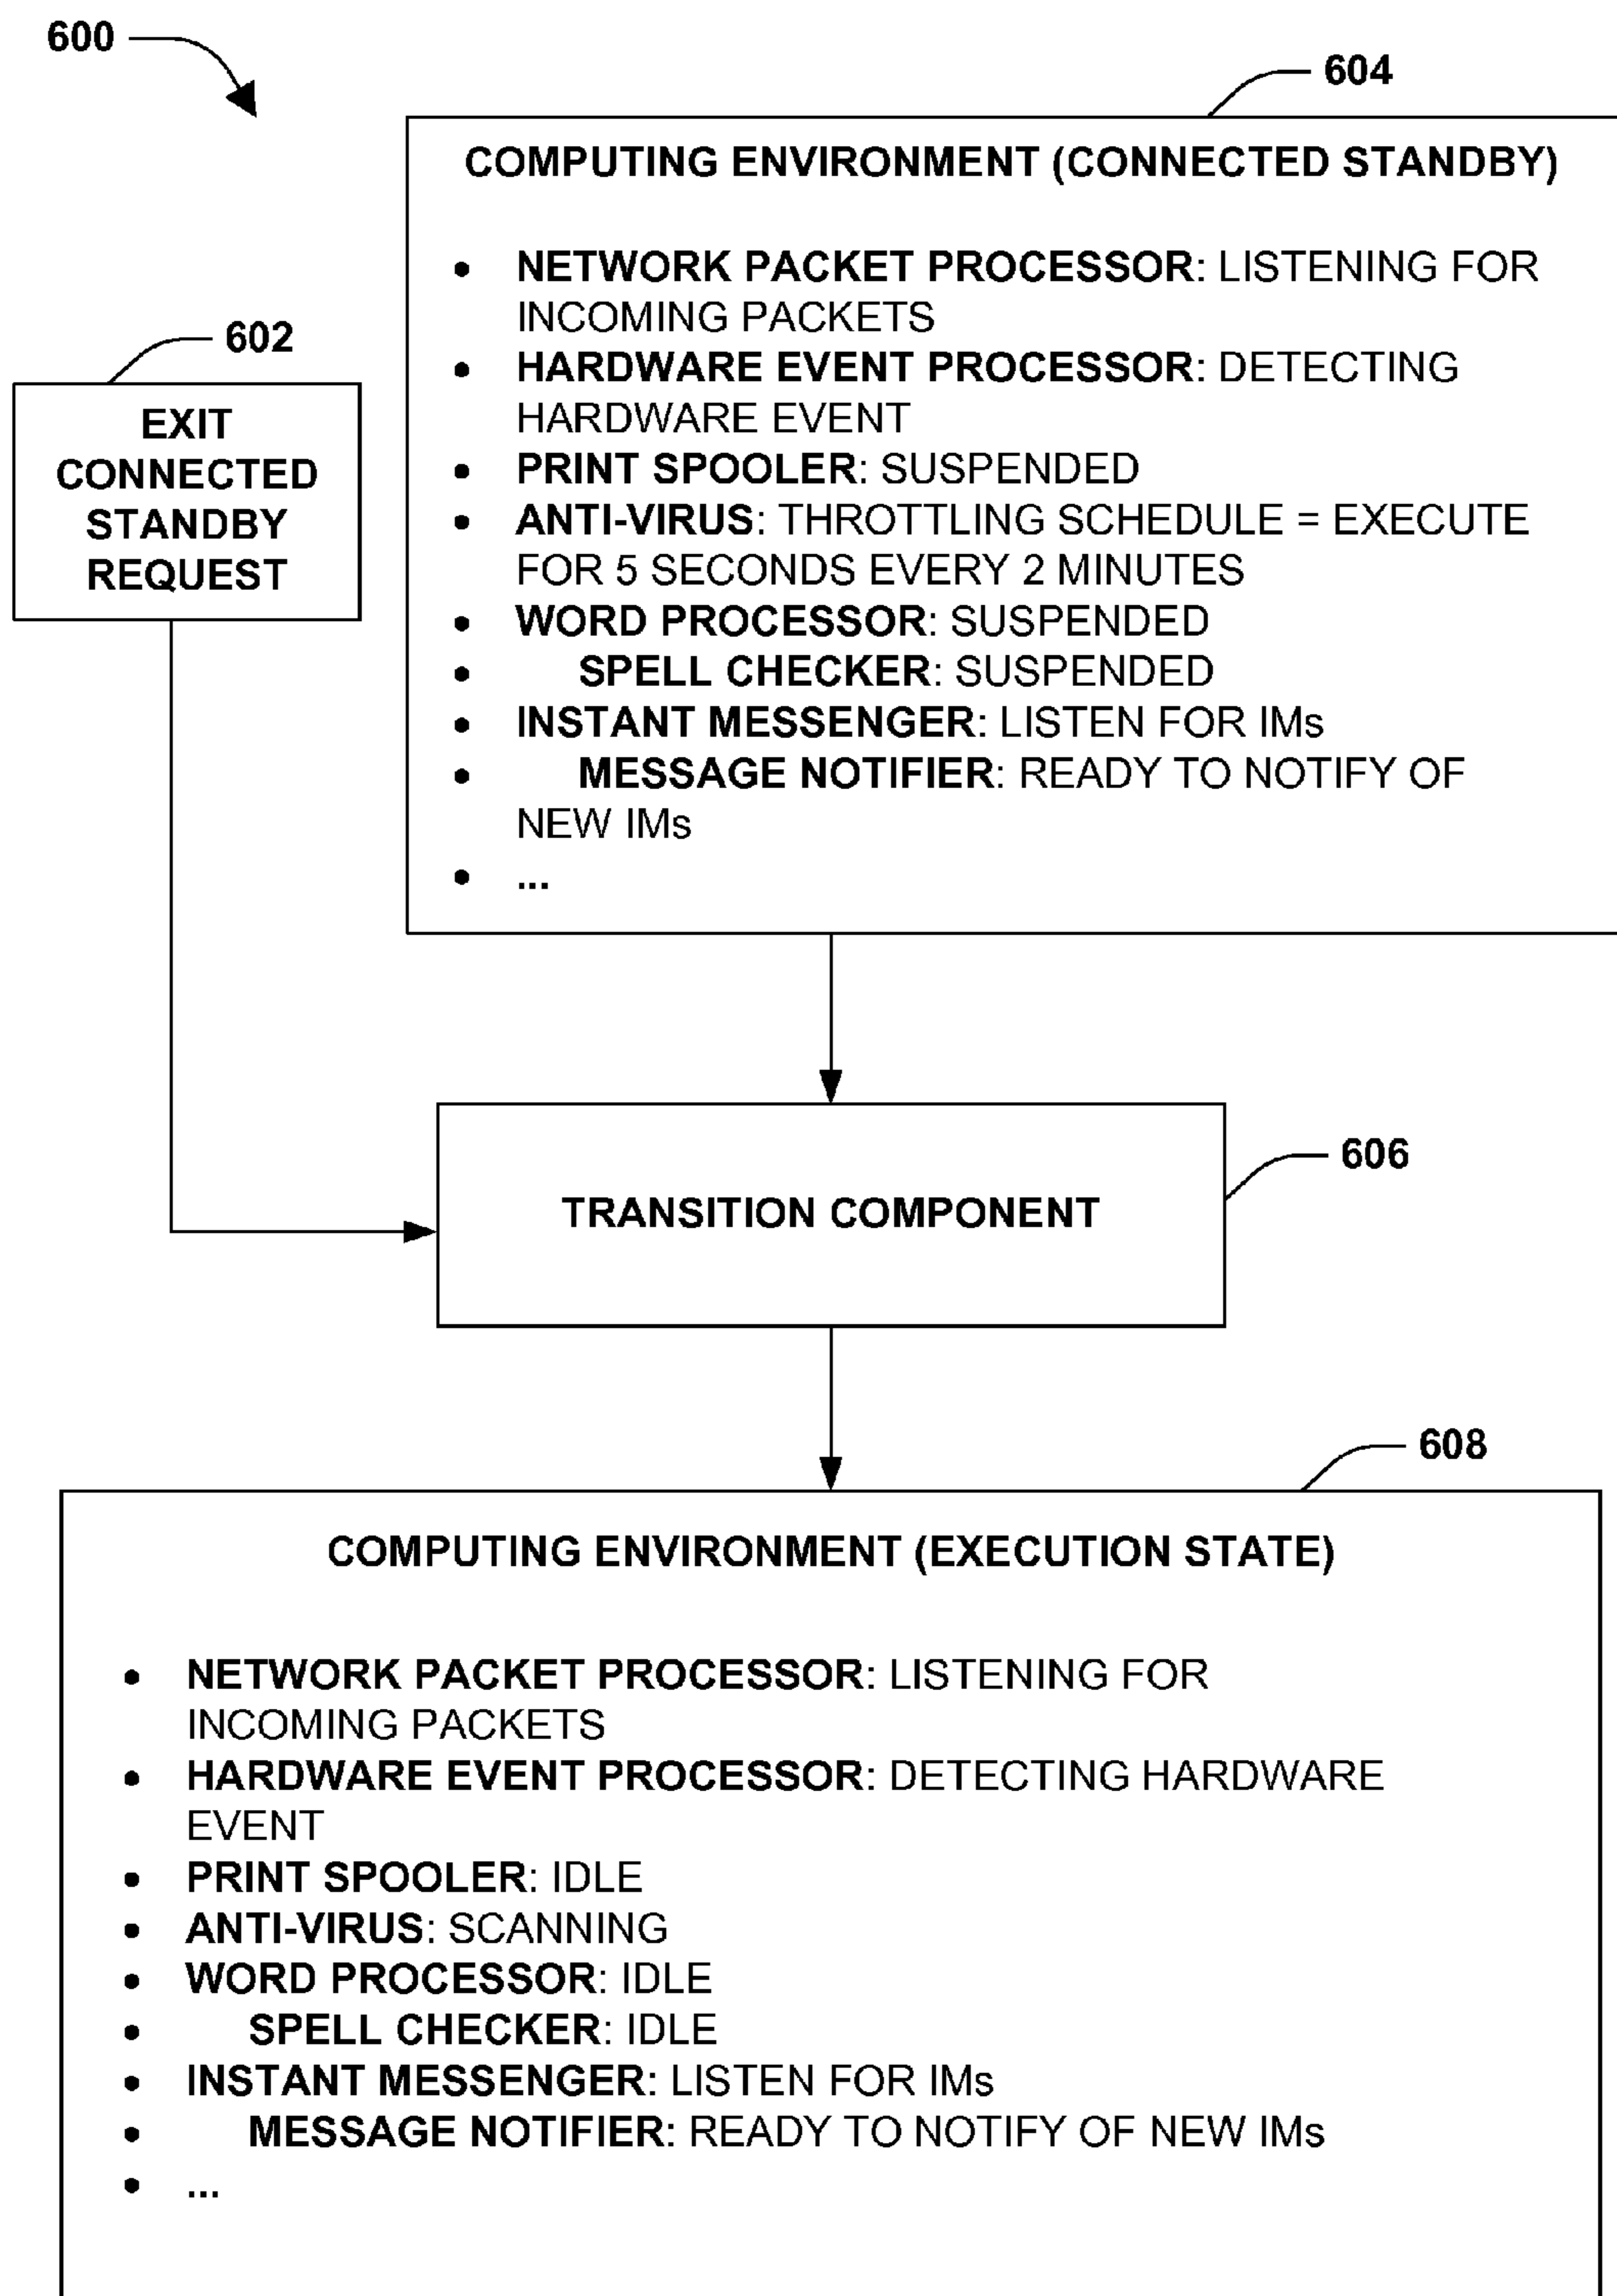 600
604
COMPUTING ENVIRONMENT (CONNECTED STANDBY)
• NETWORK PACKET PROCESSOR: LISTENING FOR
INCOMING PACKETS
• HARDWARE EVENT PROCESSOR: DETECTING
HARDWARE EVENT
• PRINT SPOOLER: SUSPENDED
• ANTI-VIRUS: THROTTLING SCHEDULE = EXECUTE
FOR 5 SECONDS EVERY 2 MINUTES
• WORD PROCESSOR: SUSPENDED
• SPELL CHECKER: SUSPENDED
• INSTANT MESSENGER: LISTEN FOR IMs
• MESSAGE NOTIFIER: READY TO NOTIFY OF
NEW IMs
• ...
602
EXIT
CONNECTED
STANDBY
REQUEST
606
TRANSITION COMPONENT
608
COMPUTING ENVIRONMENT (EXECUTION STATE)
• NETWORK PACKET PROCESSOR: LISTENING FOR
INCOMING PACKETS
• HARDWARE EVENT PROCESSOR: DETECTING HARDWARE
EVENT
• PRINT SPOOLER: IDLE
• ANTI-VIRUS: SCANNING
• WORD PROCESSOR: IDLE
• SPELL CHECKER: IDLE
• INSTANT MESSENGER: LISTEN FOR IMs
• MESSAGE NOTIFIER: READY TO NOTIFY OF NEW IMs
• ...